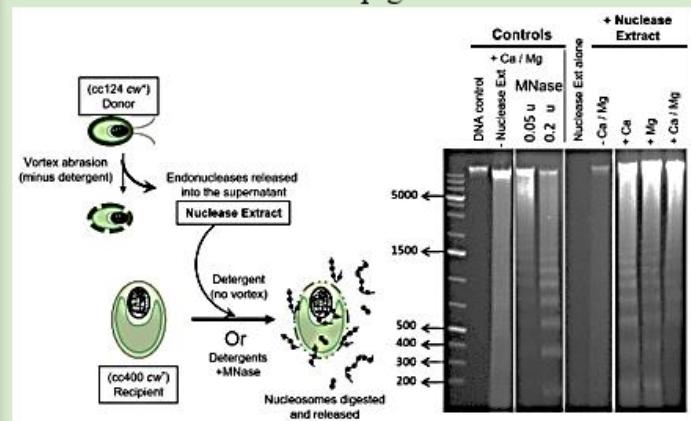 (cc124 cw⁺)
Donor
Vortex abrasion
(minus detergent)
Endonucleases released
into the supernatant
Nuclease Extract
Detergent
(no vortex)
Or
Detergents
+MNase
(cc400 cw⁻)
Recipient
Nucleosomes digested
and released
Controls
+ Nuclease
Extract
+ Ca / Mg
MNase
DNA control
- Nuclease Ext
0.05 u
0.2 u
Nuclease Ext alone
- Ca / Mg
+ Ca
+ Mg
+ Ca / Mg
5000
1500
500
400
300
200